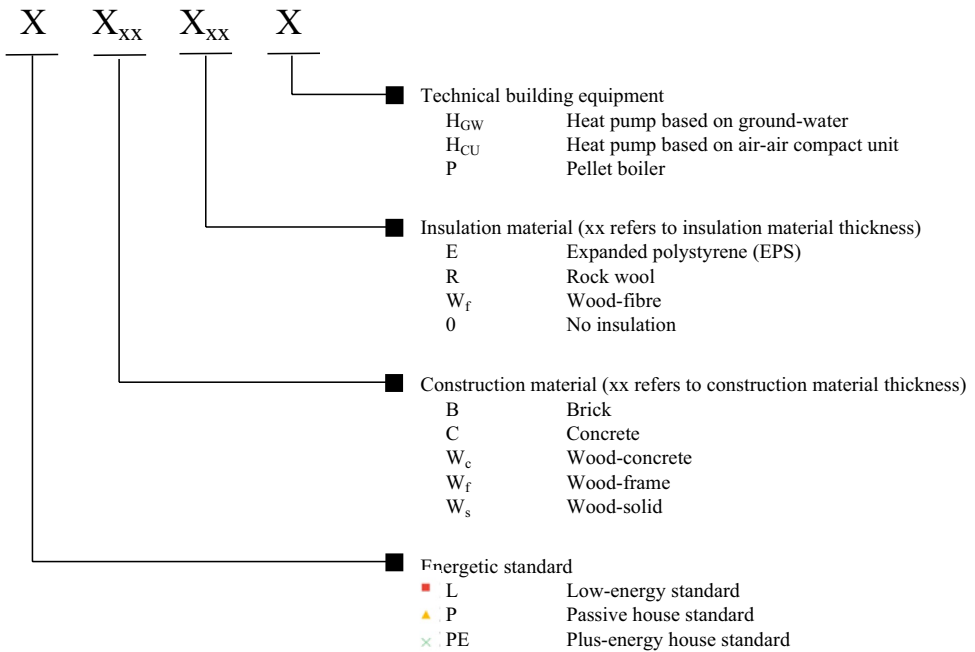 X X_xx X_xx X
Technical building equipment
H_GW Heat pump based on ground-water
H_CU Heat pump based on air-air compact unit
P Pellet boiler
Insulation material (xx refers to insulation material thickness)
E Expanded polystyrene (EPS)
R Rock wool
W_f Wood-fibre
0 No insulation
Construction material (xx refers to construction material thickness)
B Brick
C Concrete
W_c Wood-concrete
W_f Wood-frame
W_s Wood-solid
Energetic standard
L Low-energy standard
P Passive house standard
PE Plus-energy house standard